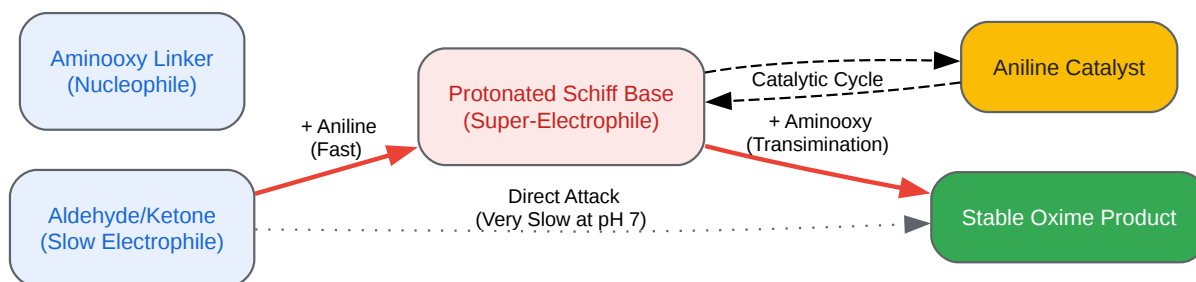 Aminooxy Linker
(Nucleophile)
Aldehyde/Ketone
(Slow Electrophile)
+ Aniline
(Fast)
Protonated Schiff Base
(Super-Electrophile)
Catalytic Cycle
Aniline Catalyst
+ Aminooxy
(Transimination)
Direct Attack
(Very Slow at pH 7)
Stable Oxime Product